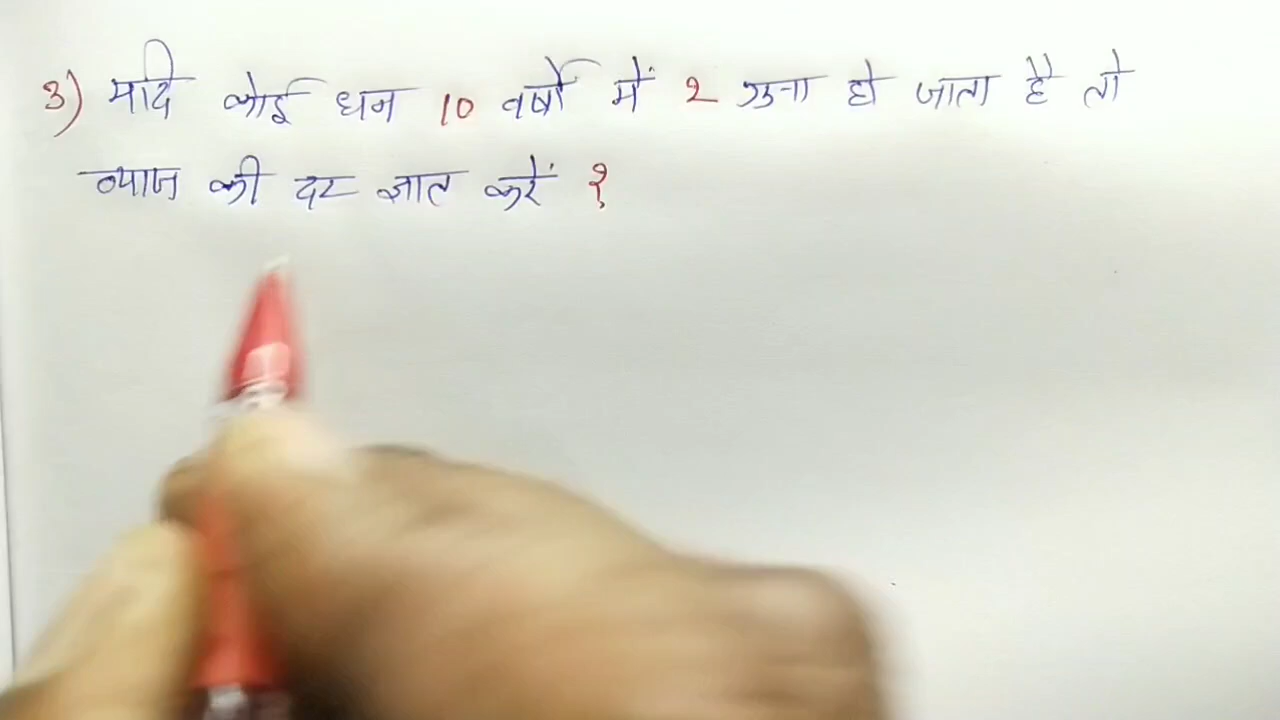 3) यदि कोई धन 10 वर्षों में 2 गुना हो जाता है तो
ब्याज की दर ज्ञात करें ?